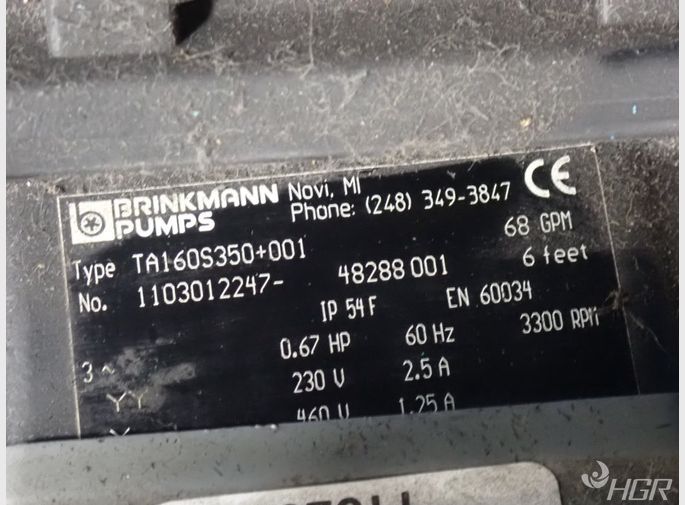 BRINKMANN PUMPS
Novi, MI
Phone: (248) 349-3847
CE
Type TA160S350+001 68 GPM
No. 1103012247- 48288 001 6 feet
IP 54 F EN 60034
3 ~ 0.67 HP 60 Hz 3300 RPM
YY 230 V 2.5 A
460 V 1.25 A
HGR